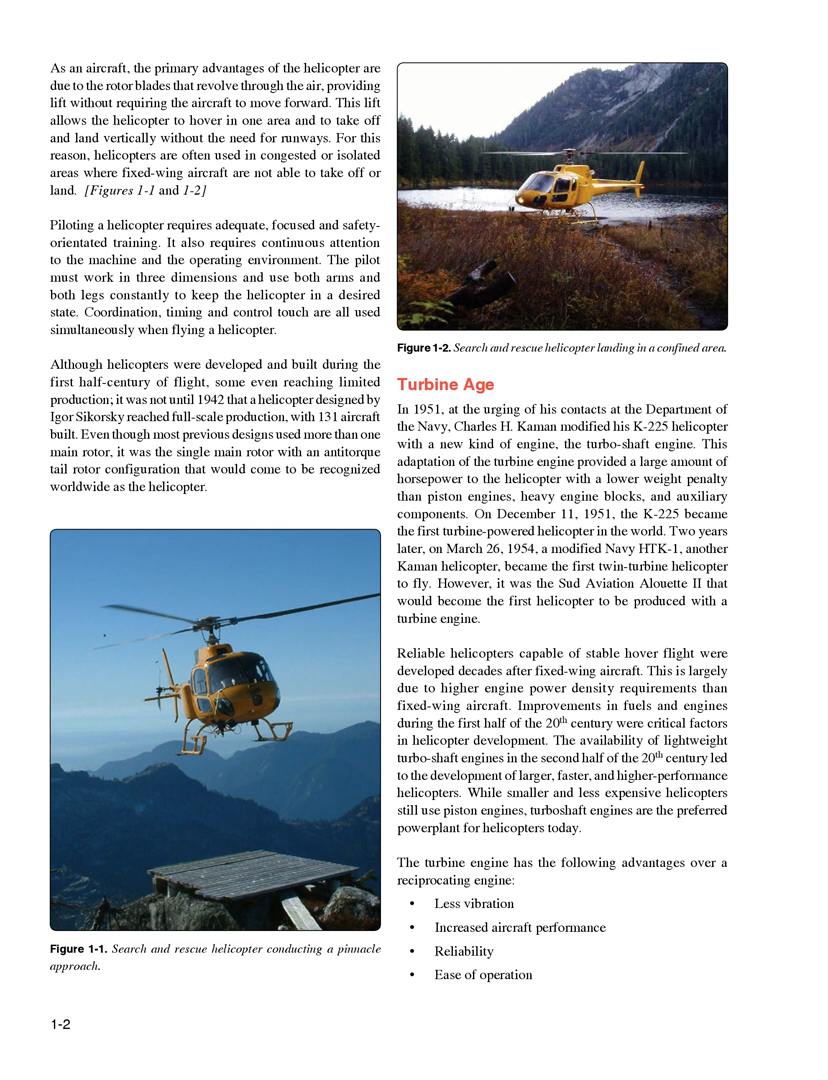 As an aircraft, the primary advantages of the helicopter are
due to the rotor blades that revolve through the air, providing
lift without requiring the aircraft to move forward. This lift
allows the helicopter to hover in one area and to take off
and land vertically without the need for runways. For this
reason, helicopters are often used in congested or isolated
areas where fixed-wing aircraft are not able to take off or
land. [Figures 1-1 and 1-2]
Piloting a helicopter requires adequate, focused and safety-
orientated training. It also requires continuous attention
to the machine and the operating environment. The pilot
must work in three dimensions and use both arms and
both legs constantly to keep the helicopter in a desired
state. Coordination, timing and control touch are all used
simultaneously when flying a helicopter.
Although helicopters were developed and built during the
first half-century of flight, some even reaching limited
production; it was not until 1942 that a helicopter designed by
Igor Sikorsky reached full-scale production, with 131 aircraft
built. Even though most previous designs used more than one
main rotor, it was the single main rotor with an antitorque
tail rotor configuration that would come to be recognized
worldwide as the helicopter.
Figure 1-1. Search and rescue helicopter conducting a pinnacle
approach.
Figure 1-2. Search and rescue helicopter landing in a confined area.
Turbine Age
In 1951, at the urging of his contacts at the Department of
the Navy, Charles H. Kaman modified his K-225 helicopter
with a new kind of engine, the turbo-shaft engine. This
adaptation of the turbine engine provided a large amount of
horsepower to the helicopter with a lower weight penalty
than piston engines, heavy engine blocks, and auxiliary
components. On December 11, 1951, the K-225 became
the first turbine-powered helicopter in the world. Two years
later, on March 26, 1954, a modified Navy HTK-1, another
Kaman helicopter, became the first twin-turbine helicopter
to fly. However, it was the Sud Aviation Alouette II that
would become the first helicopter to be produced with a
turbine engine.
Reliable helicopters capable of stable hover flight were
developed decades after fixed-wing aircraft. This is largely
due to higher engine power density requirements than
fixed-wing aircraft. Improvements in fuels and engines
during the first half of the 20th century were critical factors
in helicopter development. The availability of lightweight
turbo-shaft engines in the second half of the 20th century led
to the development of larger, faster, and higher-performance
helicopters. While smaller and less expensive helicopters
still use piston engines, turboshaft engines are the preferred
powerplant for helicopters today.
The turbine engine has the following advantages over a
reciprocating engine:
• Less vibration
• Increased aircraft performance
• Reliability
• Ease of operation
1-2